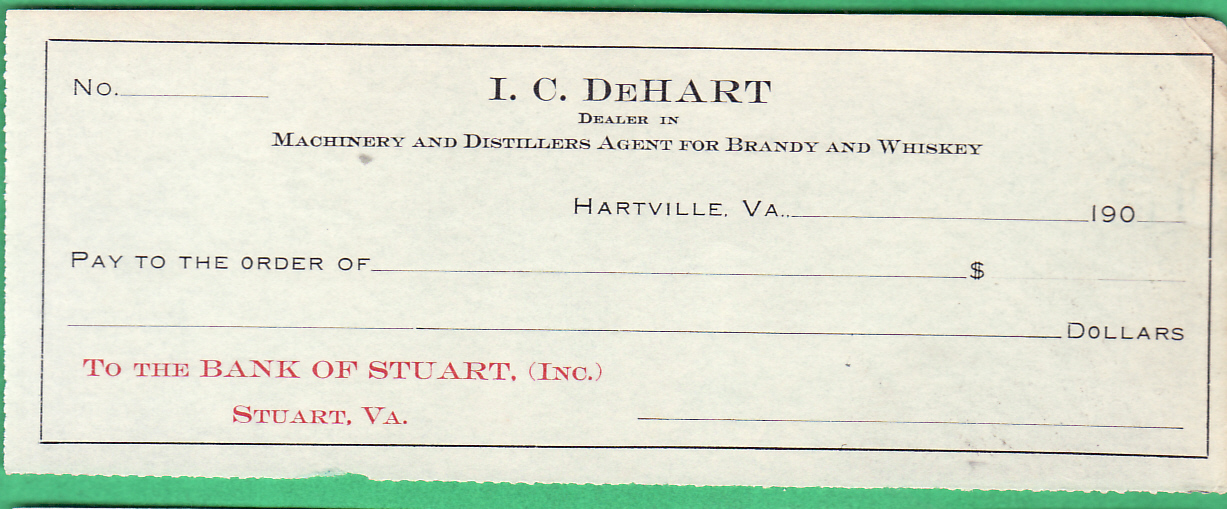 No.
I. C. DeHART
Dealer in
Machinery and Distillers Agent for Brandy and Whiskey
Hartville, Va., 190
Pay to the order of $
Dollars
To the BANK OF STUART, (Inc.)
Stuart, Va.